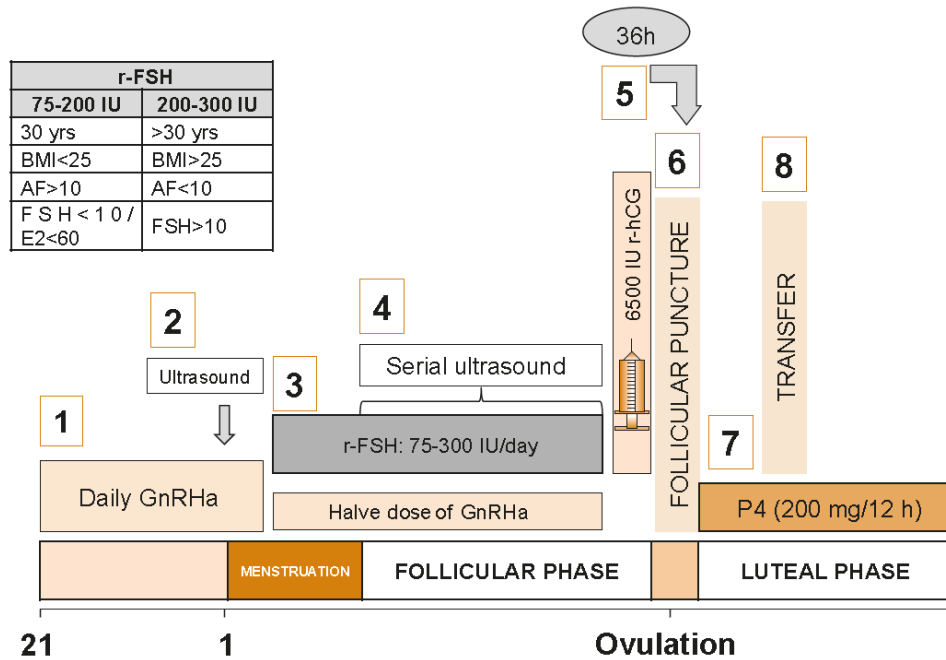 36h
r-FSH
75-200 IU 200-300 IU
30 yrs >30 yrs
BMI<25 BMI>25
AF>10 AF<10
F S H < 1 0 /
E2<60
FSH>10
5
6
8
6500 IU r-hCG
FOLLICULAR PUNCTURE
TRANSFER
4
2
Serial ultrasound
Ultrasound
3
1
r-FSH: 75-300 IU/day
7
Daily GnRHa
Halve dose of GnRHa
P4 (200 mg/12 h)
MENSTRUATION
FOLLICULAR PHASE
LUTEAL PHASE
21
1
Ovulation